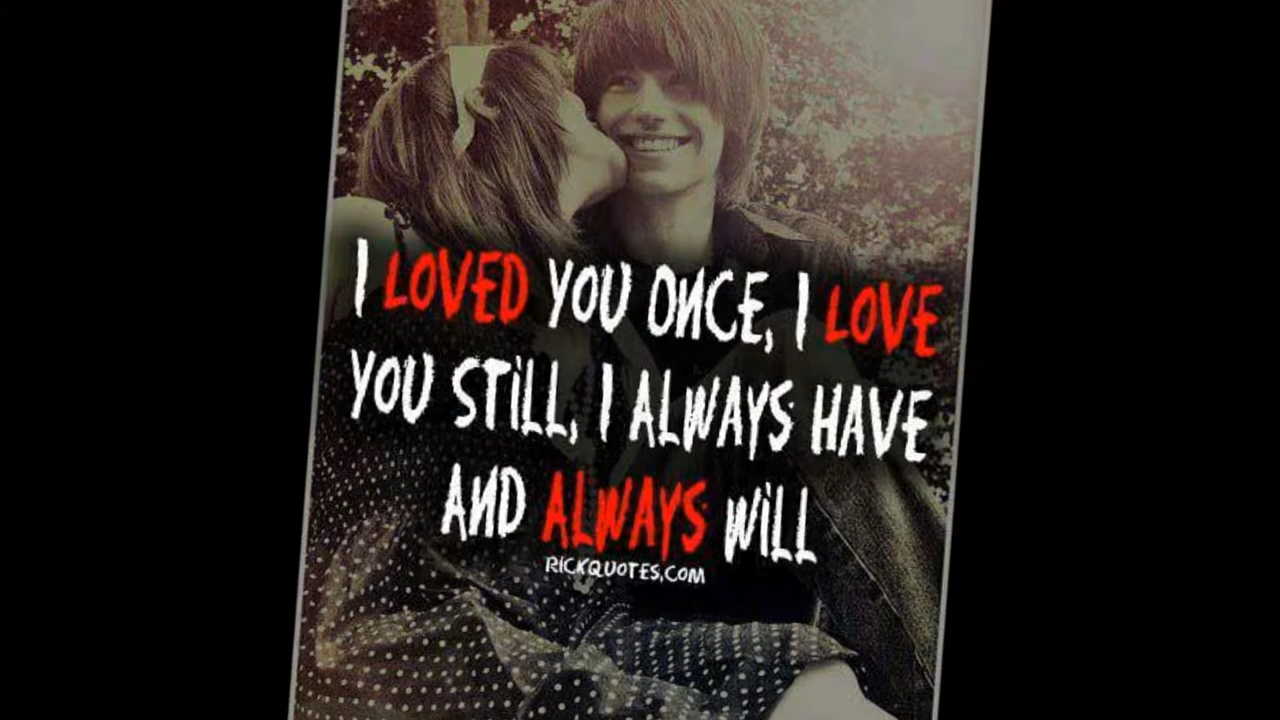 I LOVED YOU ONCE, I LOVE
YOU STiLL, I ALWAYS HAVE
AND ALWAYS WiLL
RICKQUOTES.COM